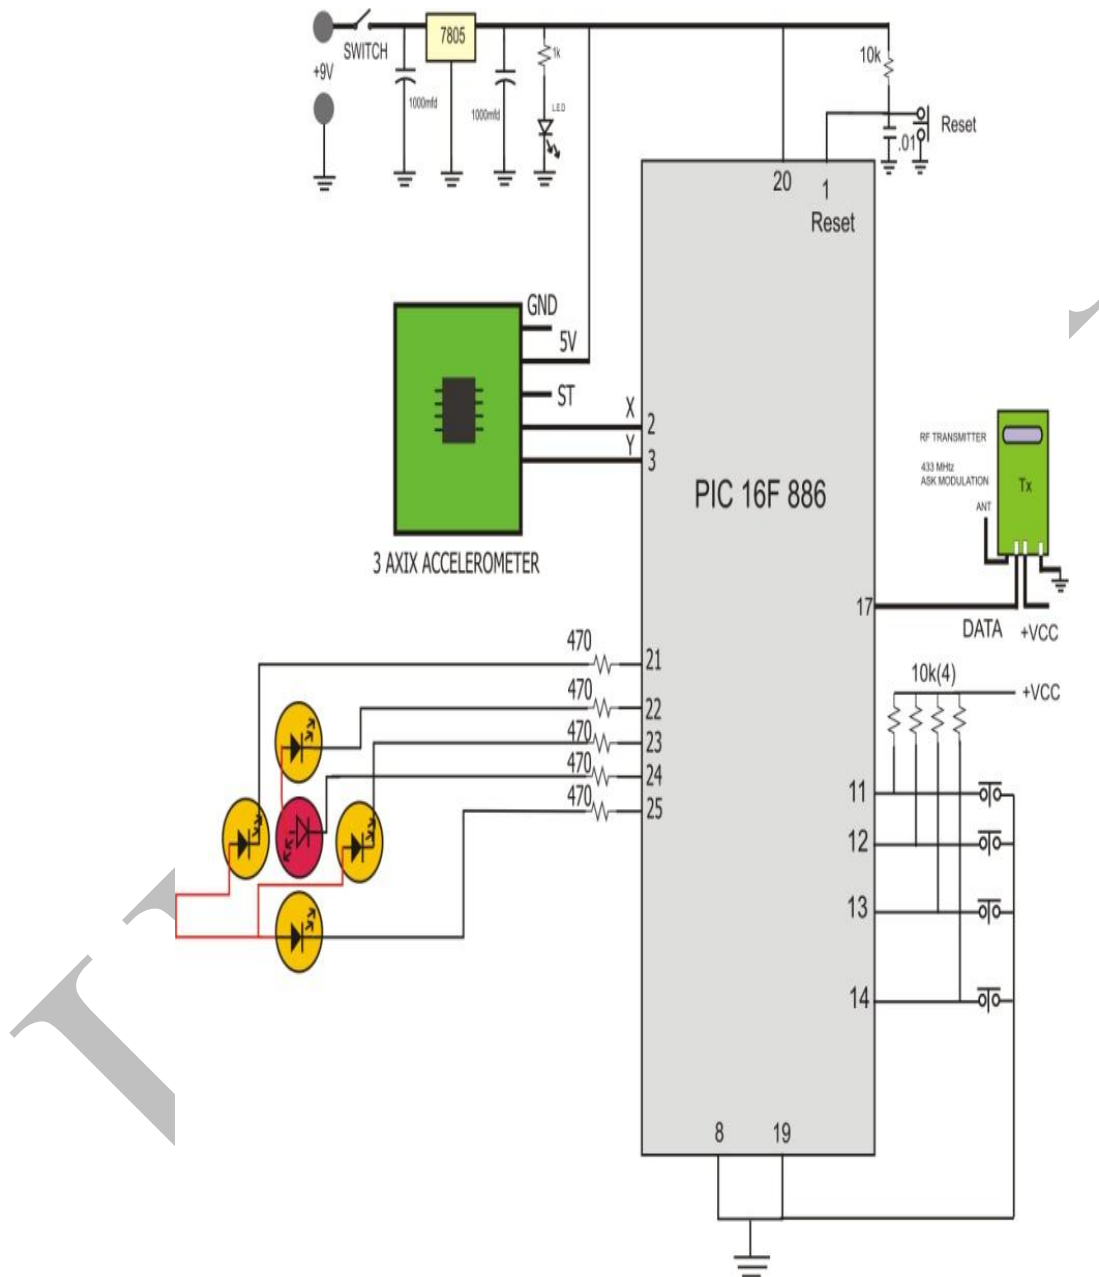 7805
SWITCH
+9V
1000mfd
1000mfd
1k
L.E.D
10k
.01
Reset
20
1
Reset
GND
5V
ST
X
2
Y
3
3 AXIX ACCELEROMETER
PIC 16F 886
RF TRANSMITTER
433 MHtz
ASK MODULATION
ANT
Tx
17
DATA
+VCC
470
21
470
22
470
23
470
24
470
25
10k(4)
+VCC
11
12
13
14
8
19